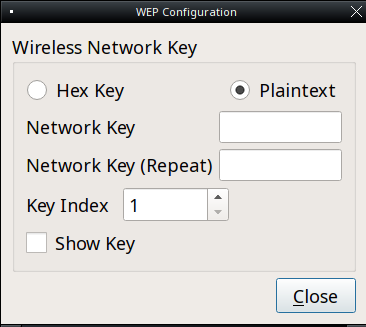 WEP Configuration
Wireless Network Key
Hex Key Plaintext
Network Key
Network Key (Repeat)
Key Index 1
Show Key
Close